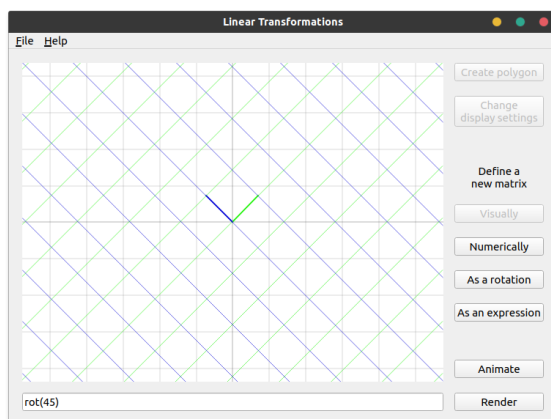 Linear Transformations
File Help
Create polygon
Change
display settings
Define a
new matrix
Visually
Numerically
As a rotation
As an expression
Animate
rot(45)
Render